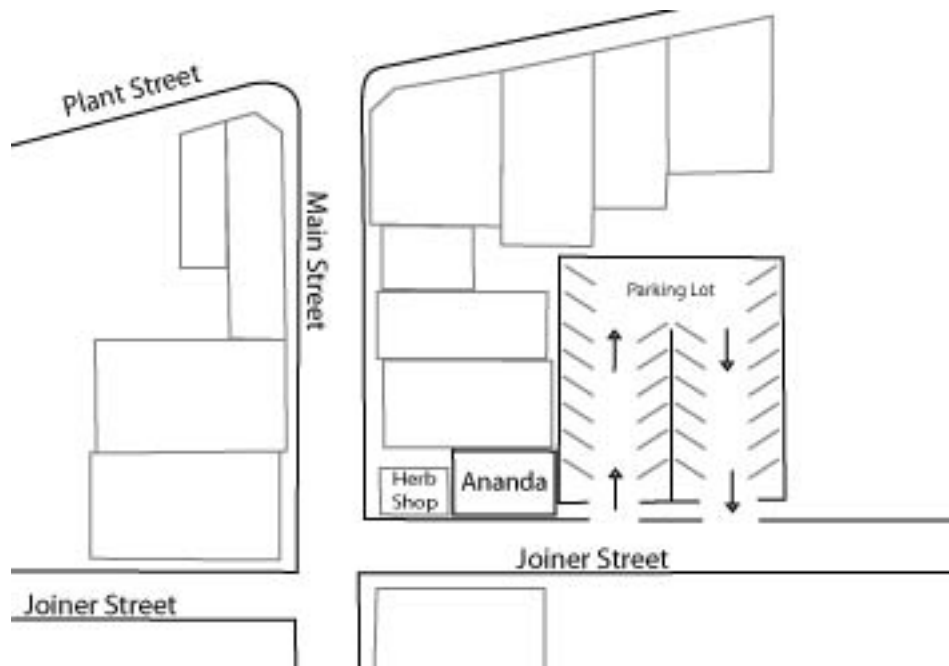 Plant Street
Main Street
Parking Lot
Herb
Shop
Ananda
Joiner Street
Joiner Street